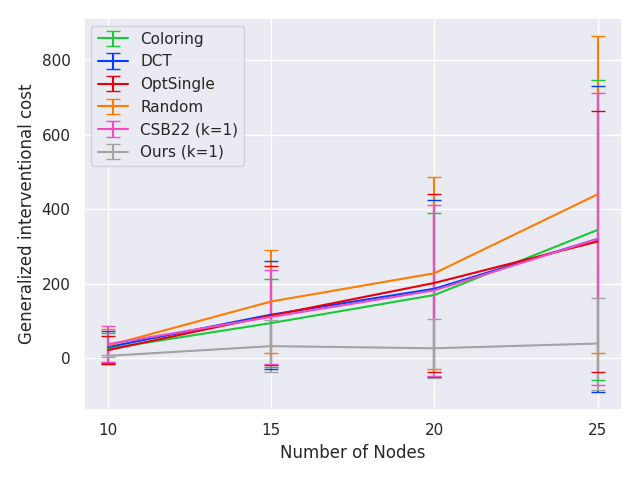 Coloring
DCT
OptSingle
Random
CSB22 (k=1)
Ours (k=1)
Generalized interventional cost
800
600
400
200
0
10
15
20
25
Number of Nodes